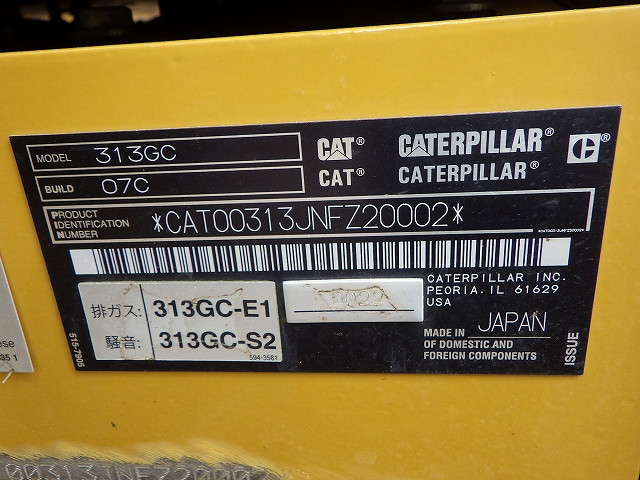 MODEL 313GC
BUILD 07C
CAT® CATERPILLAR®
CAT® CATERPILLAR®
C®
PRODUCT IDENTIFICATION NUMBER
*CAT00313JNFZ20002*
*CAT00313JNFZ20002*
排ガス: 313GC-E1
騒音: 313GC-S2
594-3581
CATERPILLAR INC.
PEORIA, IL 61629
USA
MADE IN JAPAN
OF DOMESTIC AND
FOREIGN COMPONENTS
ISSUE
515-7905
00313JNFZ20002